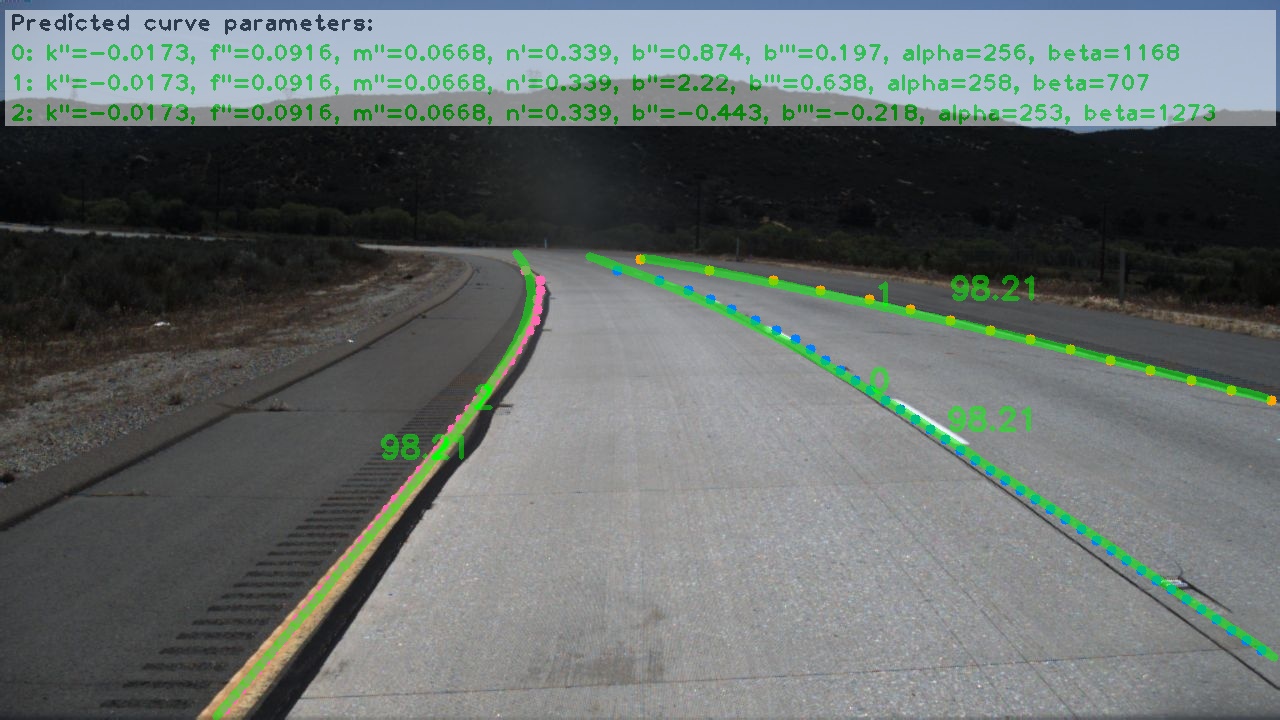 Predicted curve parameters:
0: k''=-0.0173, f''=0.0916, m''=0.0668, n'=0.339, b''=0.874, b'''=0.197, alpha=256, beta=1168
1: k''=-0.0173, f''=0.0916, m''=0.0668, n'=0.339, b''=2.22, b'''=0.638, alpha=258, beta=707
2: k''=-0.0173, f''=0.0916, m''=0.0668, n'=0.339, b''=-0.443, b'''=-0.218, alpha=253, beta=1273
1
98.21
0
98.21
2
98.21